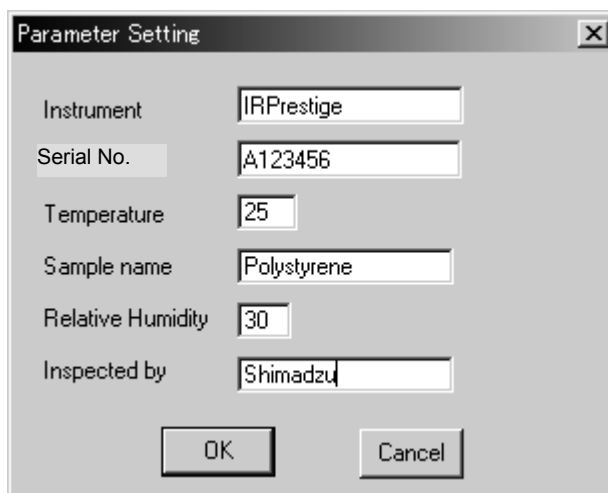 Parameter Setting
Instrument IRPrestige
Serial No. A123456
Temperature 25
Sample name Polystyrene
Relative Humidity 30
Inspected by Shimadzu
OK Cancel